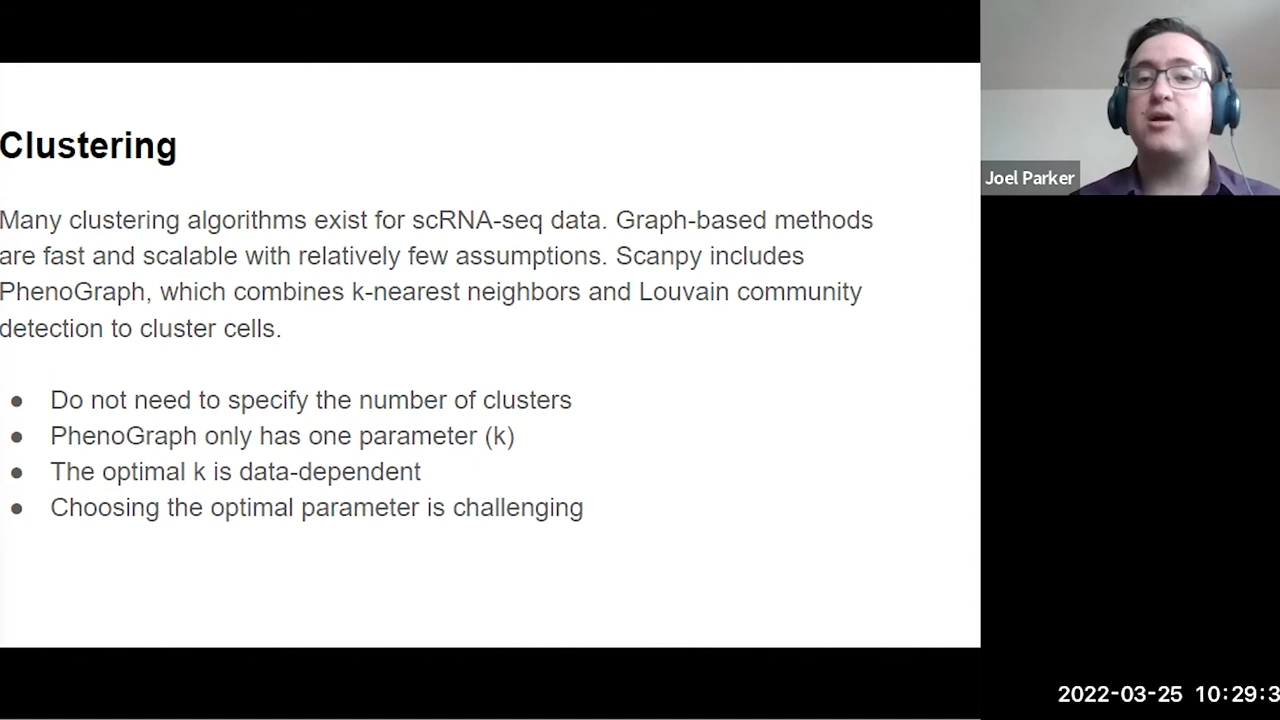 Clustering
Many clustering algorithms exist for scRNA-seq data. Graph-based methods
are fast and scalable with relatively few assumptions. Scanpy includes
PhenoGraph, which combines k-nearest neighbors and Louvain community
detection to cluster cells.
● Do not need to specify the number of clusters
● PhenoGraph only has one parameter (k)
● The optimal k is data-dependent
● Choosing the optimal parameter is challenging
Joel Parker
2022-03-25 10:29:3